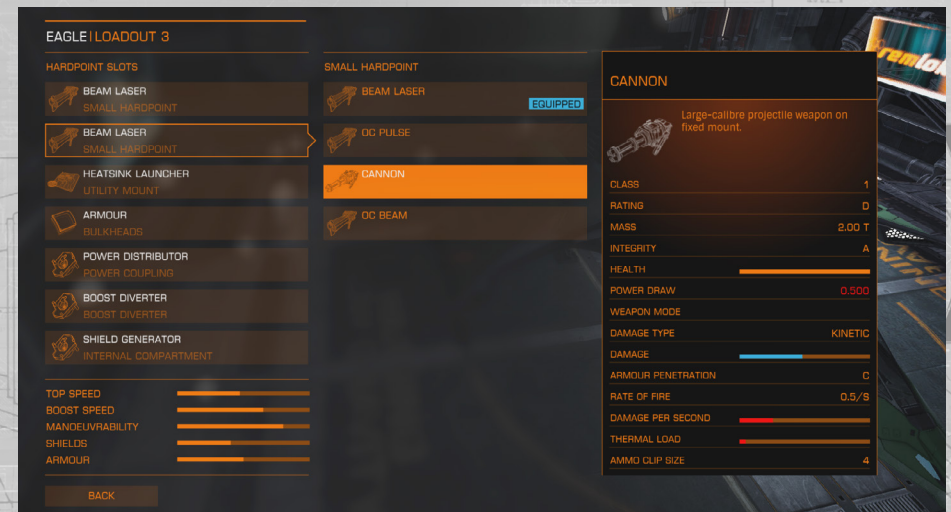 EAGLE | LOADOUT 3
HARDPOINT SLOTS
BEAM LASER
SMALL HARDPOINT
BEAM LASER
SMALL HARDPOINT
HEATSINK LAUNCHER
UTILITY MOUNT
ARMOUR
BULKHEADS
POWER DISTRIBUTOR
POWER COUPLING
BOOST DIVERTER
BOOST DIVERTER
SHIELD GENERATOR
INTERNAL COMPARTMENT
TOP SPEED
BOOST SPEED
MANOEUVRABILITY
SHIELDS
ARMOUR
BACK
SMALL HARDPOINT
BEAM LASER
EQUIPPED
OC PULSE
CANNON
OC BEAM
CANNON
Large-calibre projectile weapon on
fixed mount.
CLASS 1
RATING D
MASS 2.00 T
INTEGRITY A
HEALTH
POWER DRAW 0.500
WEAPON MODE
DAMAGE TYPE KINETIC
DAMAGE
ARMOUR PENETRATION C
RATE OF FIRE 0.5/S
DAMAGE PER SECOND
THERMAL LOAD
AMMO CLIP SIZE 4